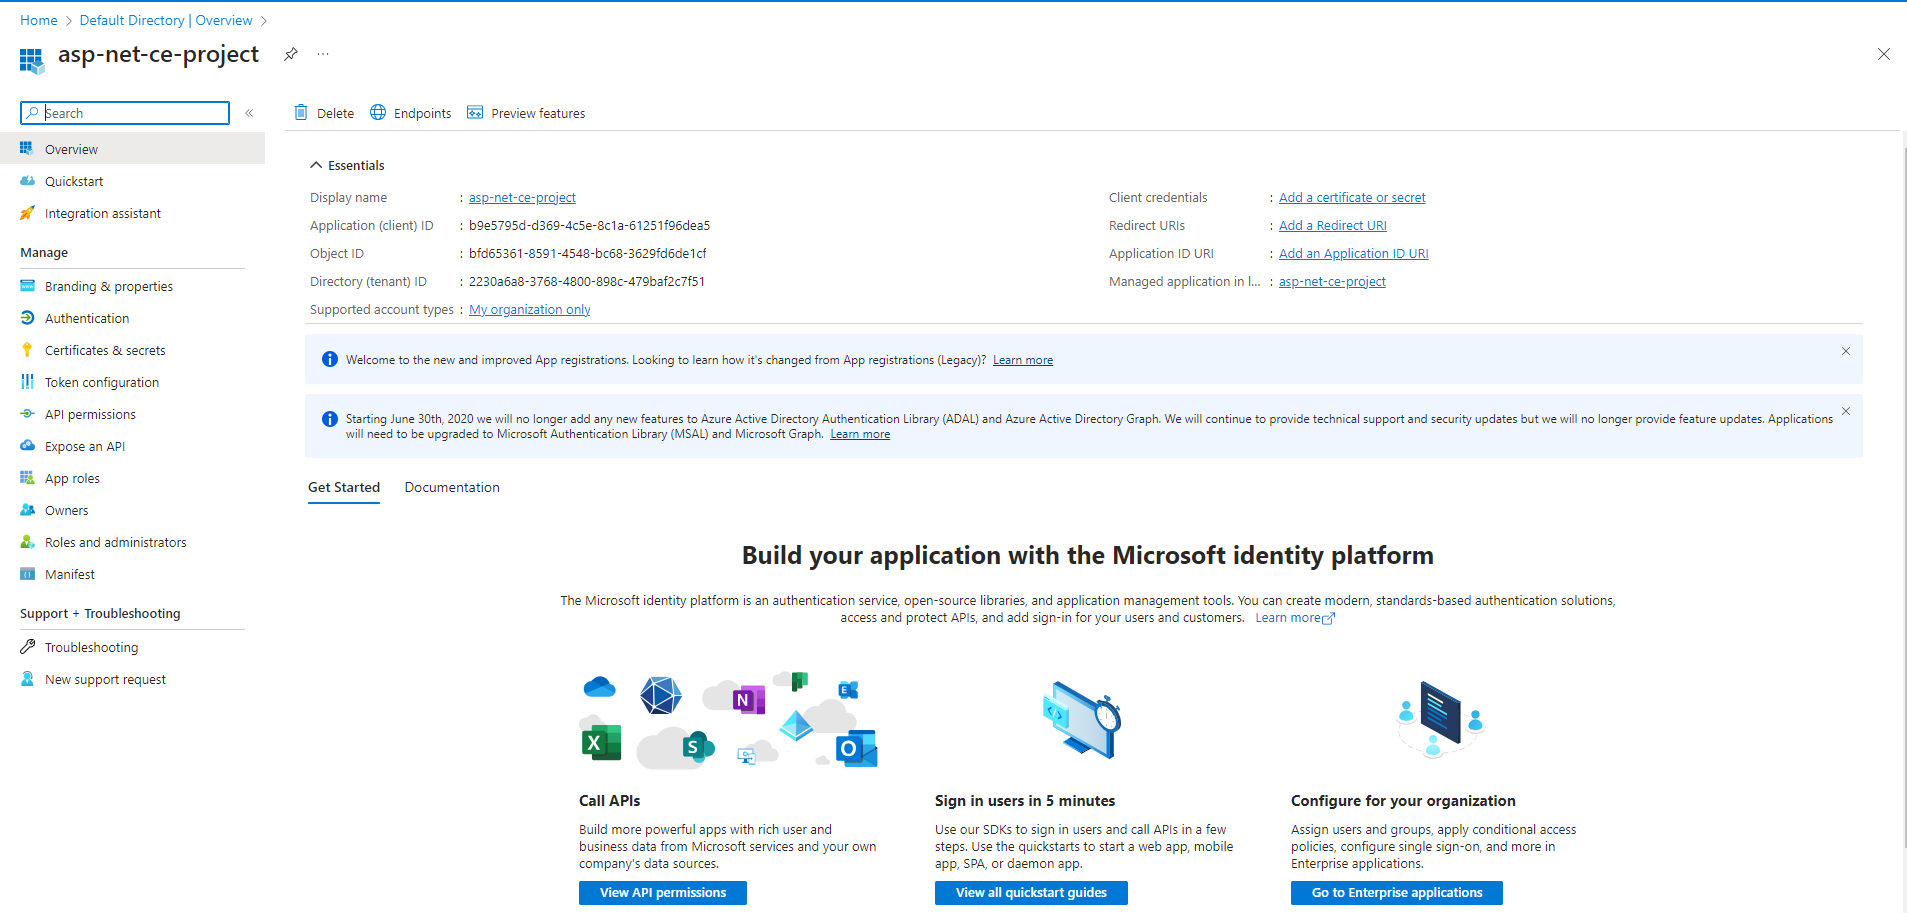 Home > Default Directory | Overview >
asp-net-ce-project
Search
«
Delete
Endpoints
Preview features
Overview
Quickstart
Integration assistant
Manage
Branding & properties
Authentication
Certificates & secrets
Token configuration
API permissions
Expose an API
App roles
Owners
Roles and administrators
Manifest
Support + Troubleshooting
Troubleshooting
New support request
Essentials
Display name : asp-net-ce-project
Application (client) ID : b9e5795d-d369-4c5e-8c1a-61251f96dea5
Object ID : bfd65361-8591-4548-bc68-3629fd6de1cf
Directory (tenant) ID : 2230a6a8-3768-4800-898c-479baf2c7f51
Supported account types : My organization only
Client credentials : Add a certificate or secret
Redirect URIs : Add a Redirect URI
Application ID URI : Add an Application ID URI
Managed application in l... : asp-net-ce-project
Welcome to the new and improved App registrations. Looking to learn how it's changed from App registrations (Legacy)? Learn more
Starting June 30th, 2020 we will no longer add any new features to Azure Active Directory Authentication Library (ADAL) and Azure Active Directory Graph. We will continue to provide technical support and security updates but we will no longer provide feature updates. Applications
will need to be upgraded to Microsoft Authentication Library (MSAL) and Microsoft Graph. Learn more
Get Started
Documentation
Build your application with the Microsoft identity platform
The Microsoft identity platform is an authentication service, open-source libraries, and application management tools. You can create modern, standards-based authentication solutions,
access and protect APIs, and add sign-in for your users and customers. Learn more
N
E
X
S
O
Call APIs
Build more powerful apps with rich user and
business data from Microsoft services and your own
company's data sources.
View API permissions
Sign in users in 5 minutes
Use our SDKs to sign in users and call APIs in a few
steps. Use the quickstarts to start a web app, mobile
app, SPA, or daemon app.
View all quickstart guides
Configure for your organization
Assign users and groups, apply conditional access
policies, configure single sign-on, and more in
Enterprise applications.
Go to Enterprise applications